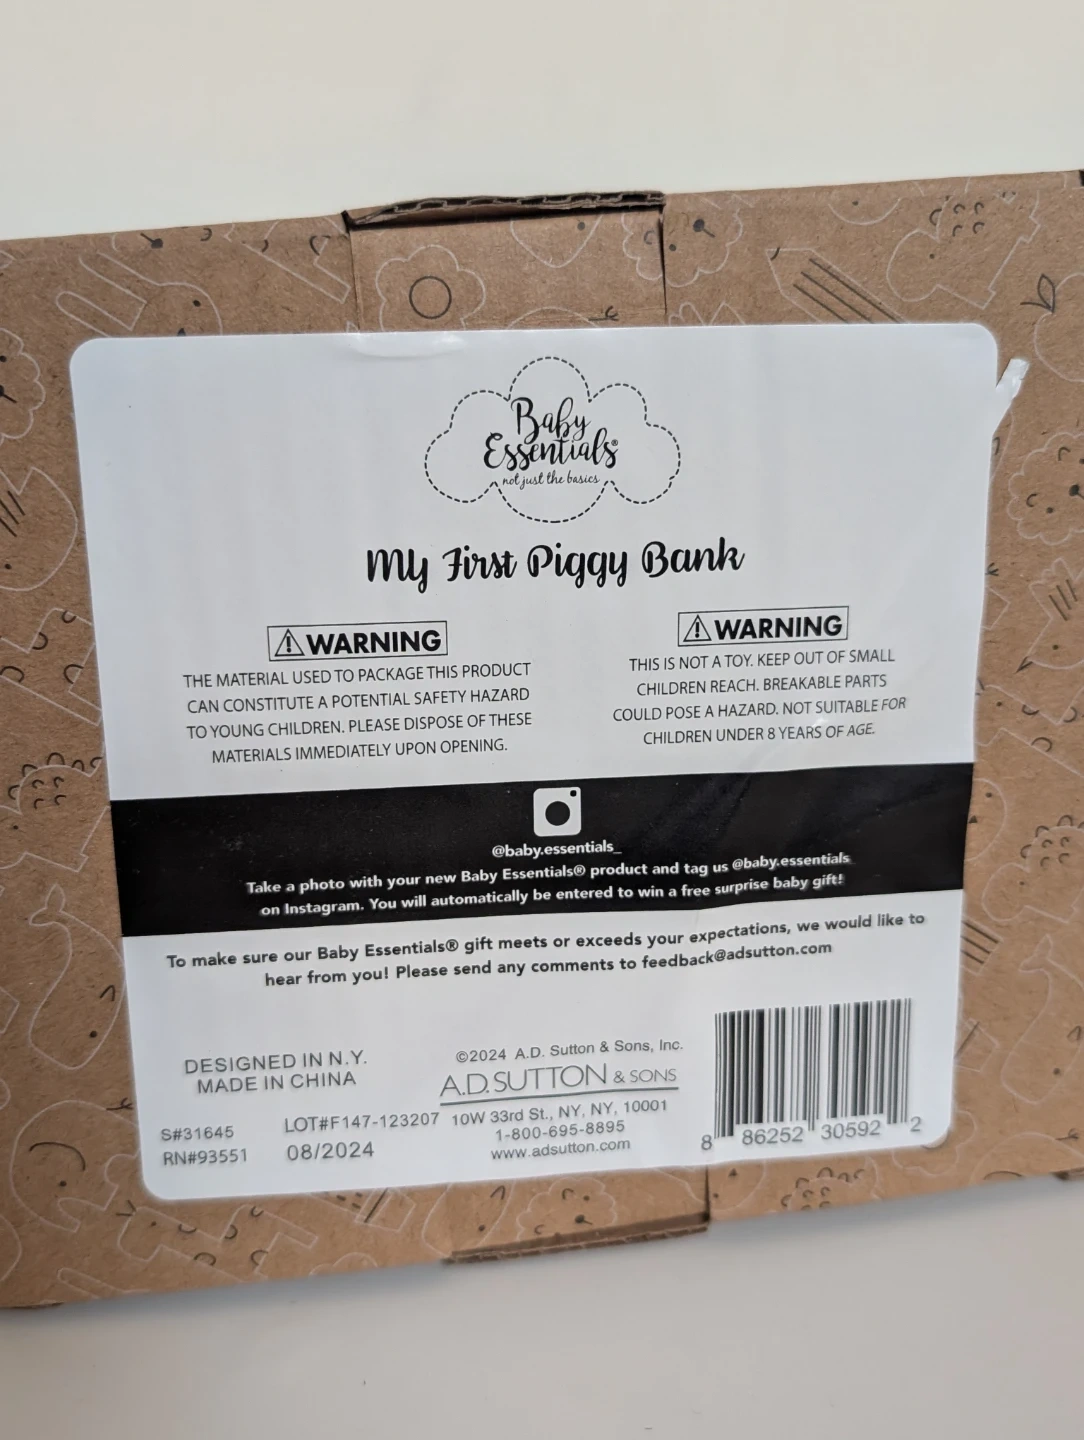 Baby
Essentials®
not just the basics
My First Piggy Bank
WARNING
THE MATERIAL USED TO PACKAGE THIS PRODUCT
CAN CONSTITUTE A POTENTIAL SAFETY HAZARD
TO YOUNG CHILDREN. PLEASE DISPOSE OF THESE
MATERIALS IMMEDIATELY UPON OPENING.
WARNING
THIS IS NOT A TOY. KEEP OUT OF SMALL
CHILDREN REACH. BREAKABLE PARTS
COULD POSE A HAZARD. NOT SUITABLE FOR
CHILDREN UNDER 8 YEARS OF AGE.
@baby.essentials_
Take a photo with your new Baby Essentials® product and tag us @baby.essentials
on Instagram. You will automatically be entered to win a free surprise baby gift!
To make sure our Baby Essentials® gift meets or exceeds your expectations, we would like to
hear from you! Please send any comments to feedback@adsutton.com
DESIGNED IN N.Y.
MADE IN CHINA
S#31645
RN#93551
LOT#F147-123207
08/2024
©2024 A.D. Sutton & Sons, Inc.
A.D. SUTTON & SONS
10W 33rd St., NY, NY, 10001
1-800-695-8895
www.adsutton.com
8 86252 30592 2